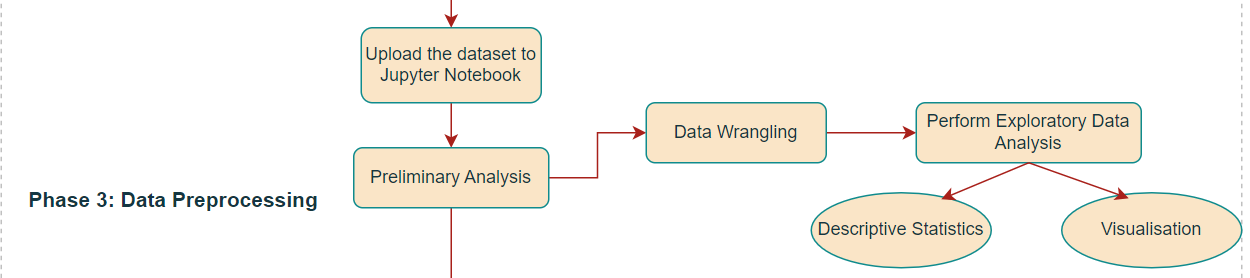 Upload the dataset to
Jupyter Notebook
Data Wrangling
Perform Exploratory Data
Analysis
Preliminary Analysis
Phase 3: Data Preprocessing
Descriptive Statistics
Visualisation